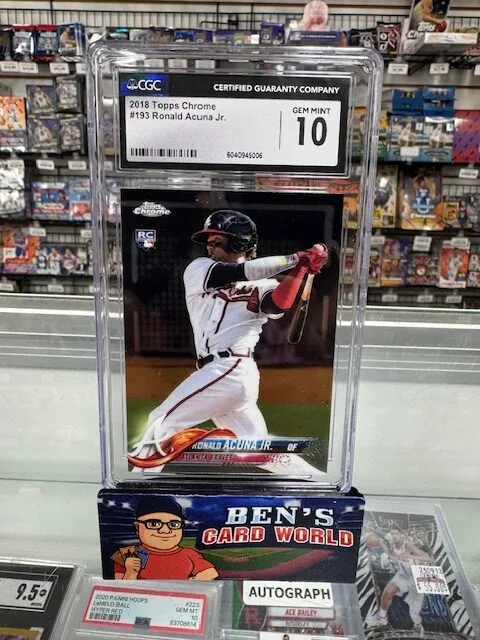 CGC
CERTIFIED GUARANTY COMPANY
2018 Topps Chrome
#193 Ronald Acuna Jr.
GEM MINT
10
6040945006
Topps
Chrome
RC
RONALD ACUNA JR. OF
ATLANTA BRAVES
BEN'S
CARD WORLD
9.5
2020 PANINI HOOPS
LaMELO BALL
HYPER RED
#223
GEM MT
10
AUTOGRAPH
ACE BAILEY